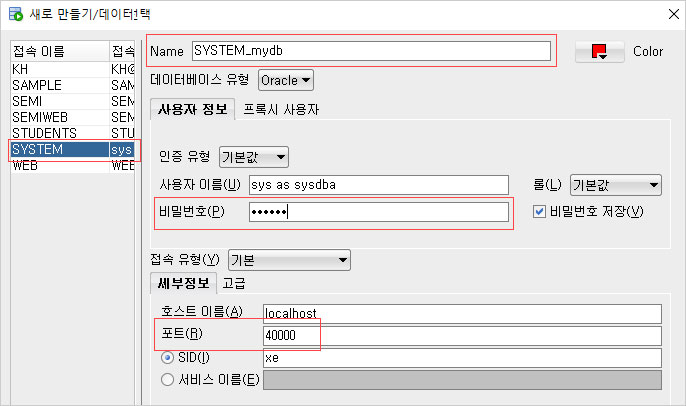 새로 만들기/데이터1택
접속 이름 접속
KH KH@
SAMPLE SAM
SEMI SEM
SEMIWEB SEM
STUDENTS STU
SYSTEM sys
WEB WEB
Name SYSTEM_mydb Color
데이터베이스 유형 Oracle
사용자 정보 프록시 사용자
인증 유형 기본값
사용자 이름(U) sys as sysdba 롤(L) 기본값
비밀번호(P) •••••• 비밀번호 저장(V)
접속 유형(Y) 기본
세부정보 고급
호스트 이름(A) localhost
포트(R) 40000
SID(I) xe
서비스 이름(E)